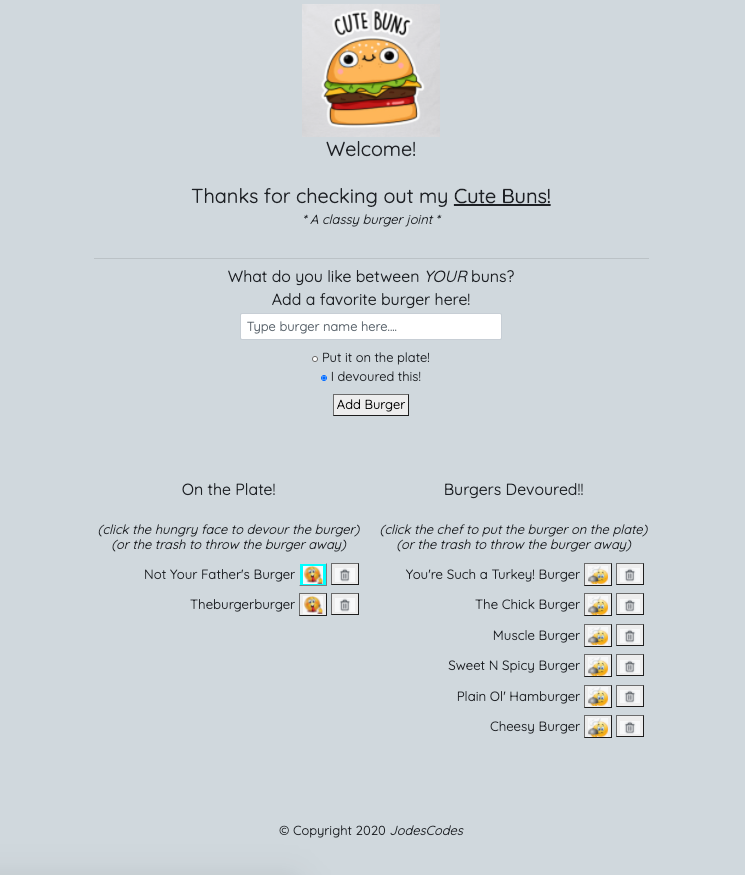 CUTE BUNS
Welcome!
Thanks for checking out my Cute Buns!
* A classy burger joint *
What do you like between YOUR buns?
Add a favorite burger here!
Type burger name here....
Put it on the plate!
I devoured this!
Add Burger
On the Plate!
(click the hungry face to devour the burger)
(or the trash to throw the burger away)
Not Your Father's Burger
Theburgerburger
Burgers Devoured!!
(click the chef to put the burger on the plate)
(or the trash to throw the burger away)
You're Such a Turkey! Burger
The Chick Burger
Muscle Burger
Sweet N Spicy Burger
Plain Ol' Hamburger
Cheesy Burger
© Copyright 2020 JodesCodes